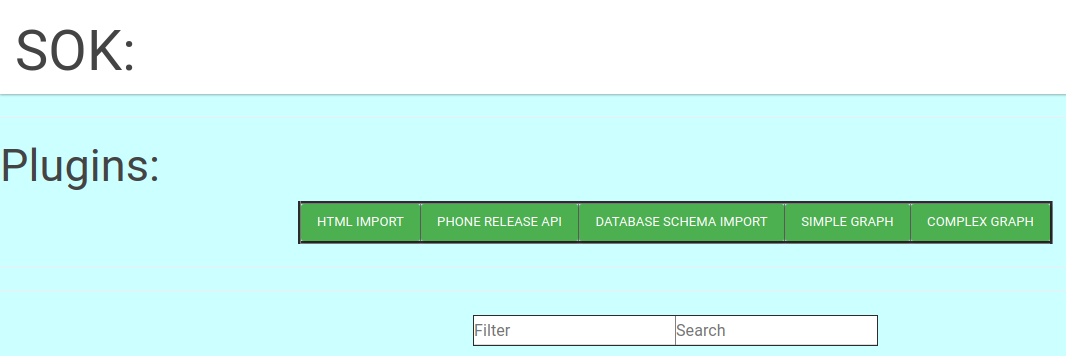 SOK:
Plugins:
HTML IMPORT PHONE RELEASE API DATABASE SCHEMA IMPORT SIMPLE GRAPH COMPLEX GRAPH
Filter Search